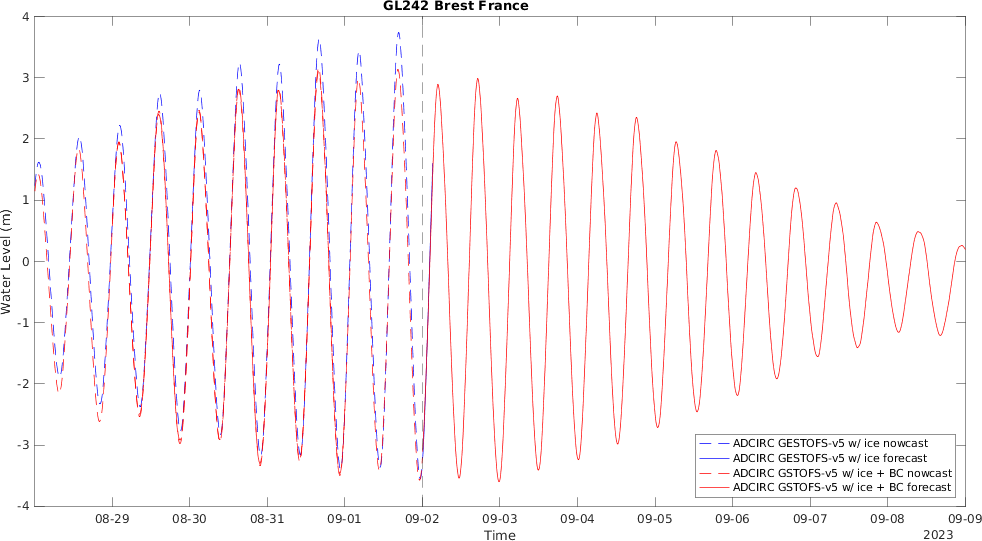 GL242 Brest France
4
3
2
1
0
-1
-2
-3
-4
Water Level (m)
ADCIRC GESTOFS-v5 w/ ice nowcast
ADCIRC GESTOFS-v5 w/ ice forecast
ADCIRC GSTOFS-v5 w/ ice + BC nowcast
ADCIRC GSTOFS-v5 w/ ice + BC forecast
08-29 08-30 08-31 09-01 09-02 09-03 09-04 09-05 09-06 09-07 09-08 09-09
Time 2023